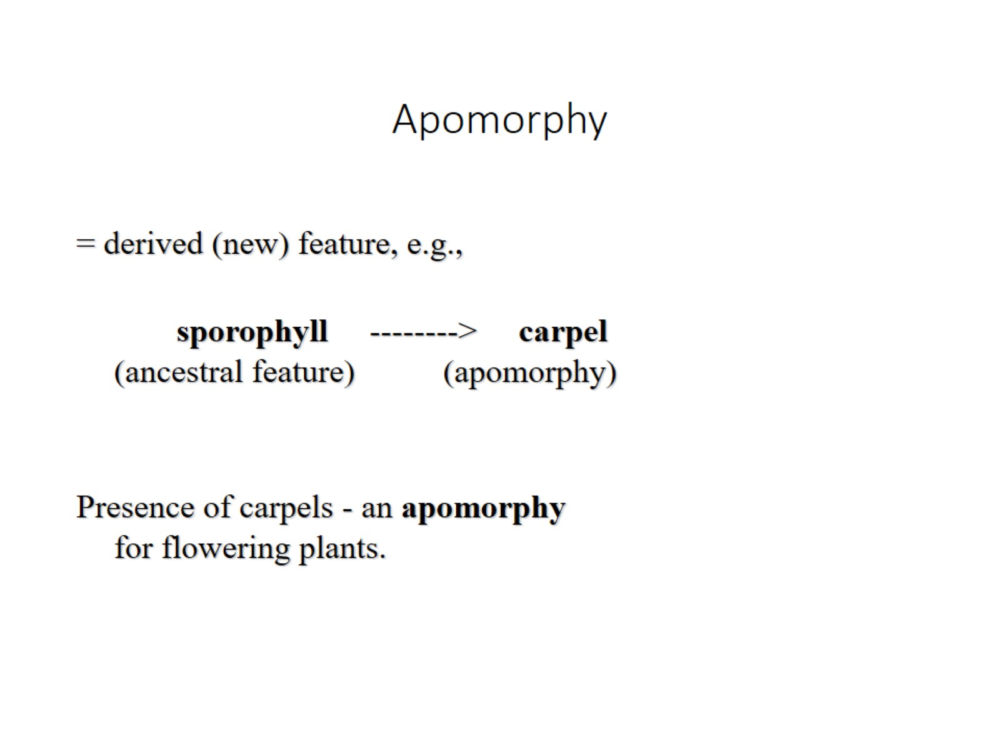 Apomorphy
= derived (new) feature, e.g.,
sporophyll --------> carpel
(ancestral feature) (apomorphy)
Presence of carpels - an apomorphy
for flowering plants.